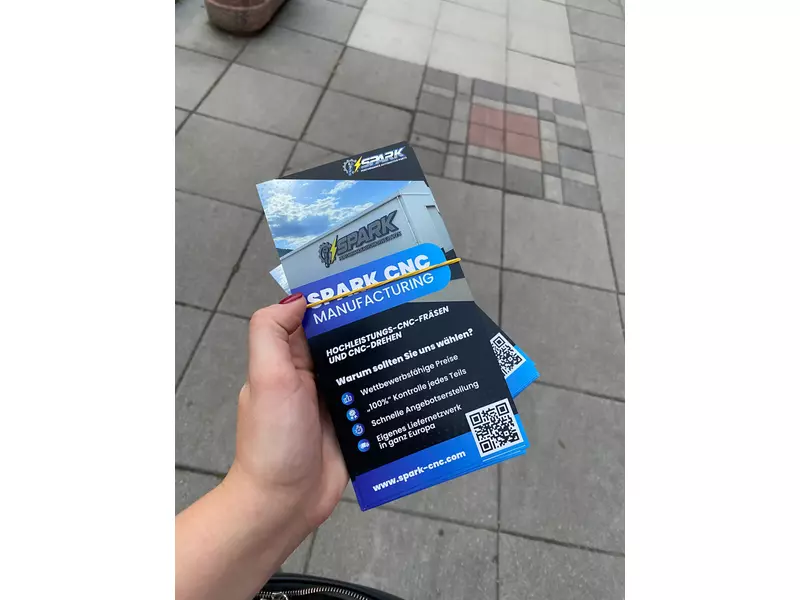 SPARK
SPARK
SPARK CNC
MANUFACTURING
HOCHLEISTUNGS-CNC-FRÄSEN
UND CNC-DREHEN
Warum sollten Sie uns wählen?
Wettbewerbsfähige Preise
„100%“ Kontrolle jedes Teils
Schnelle Angebotserstellung
Eigenes Liefernetzwerk
in ganz Europa
www.spark-cnc.com